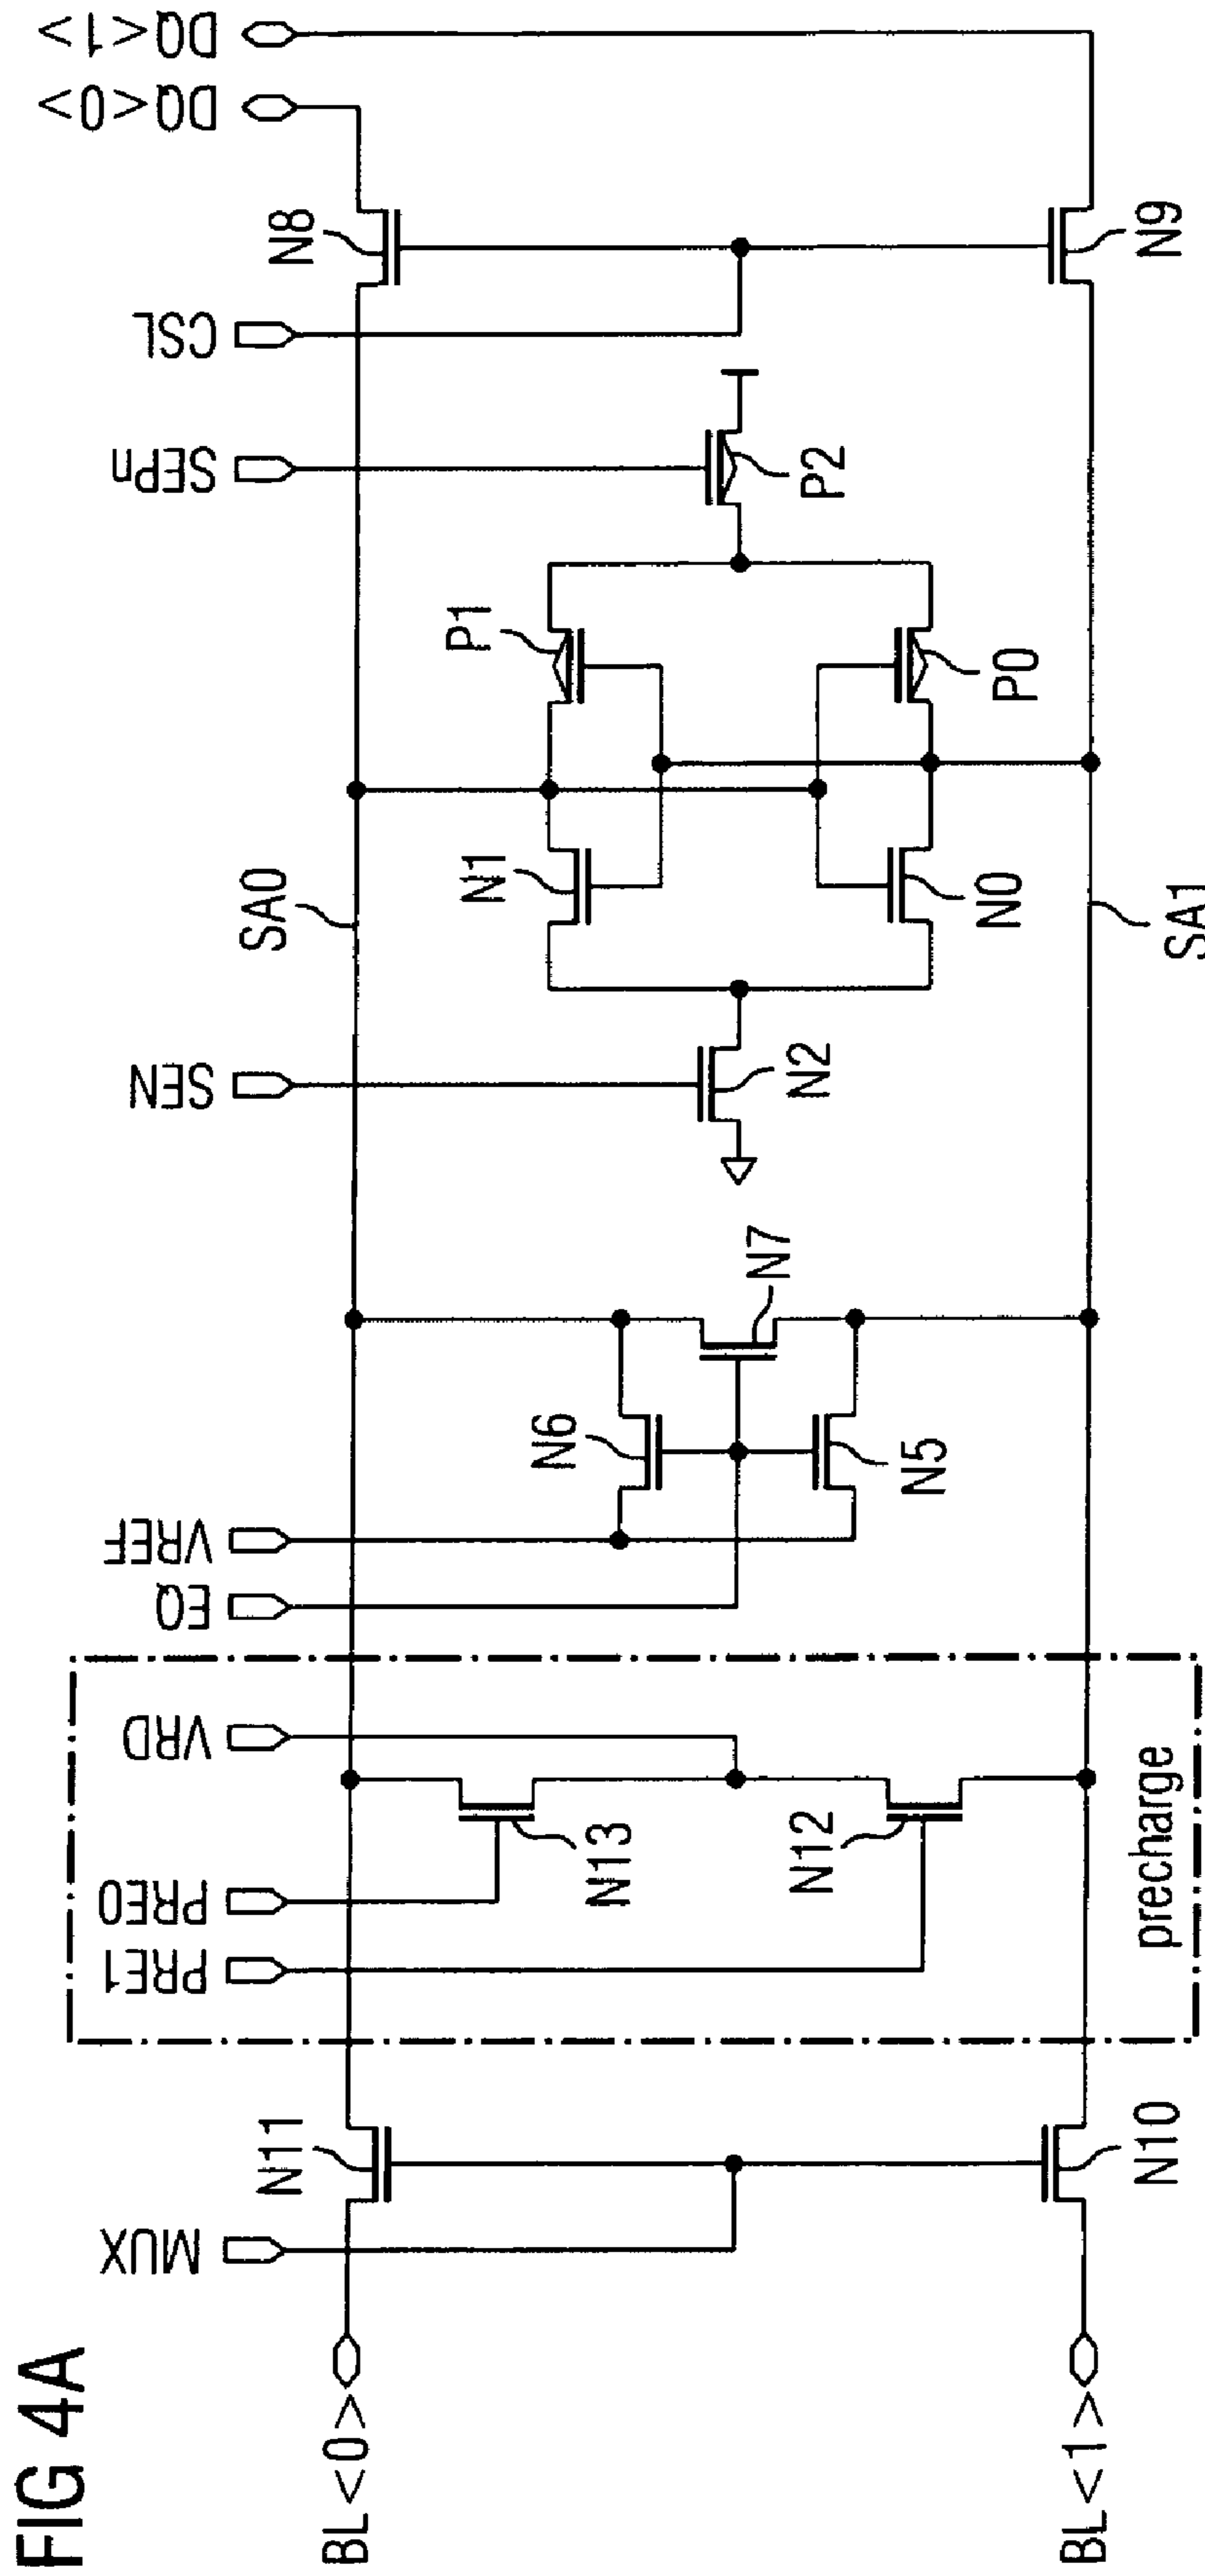 FIG 4A
BL<0>
BL<1>
MUX
N11
N10
PRE1
PRE0
VRD
N13
N12
precharge
EQ
VREF
N6
N5
N7
SEN
N2
SA0
SA1
N1
N0
P1
P0
SEPn
P2
CSL
N8
N9
DQ<0>
DQ<1>